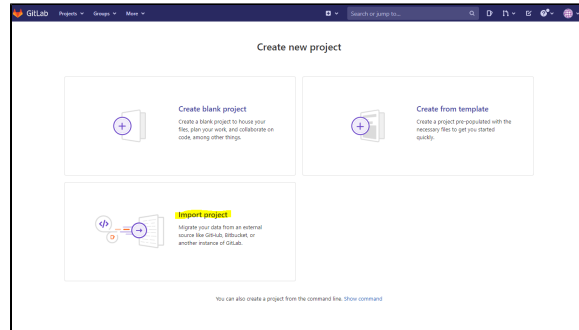 GitLab Projects Groups More Search or jump to...
Create new project
Create blank project
Create a blank project to house your
files, plan your work, and collaborate on
code, among other things.
Create from template
Create a project pre-populated with the
necessary files to get you started
quickly.
Import project
Migrate your data from an external
source like GitHub, Bitbucket, or
another instance of GitLab.
You can also create a project from the command line. Show command